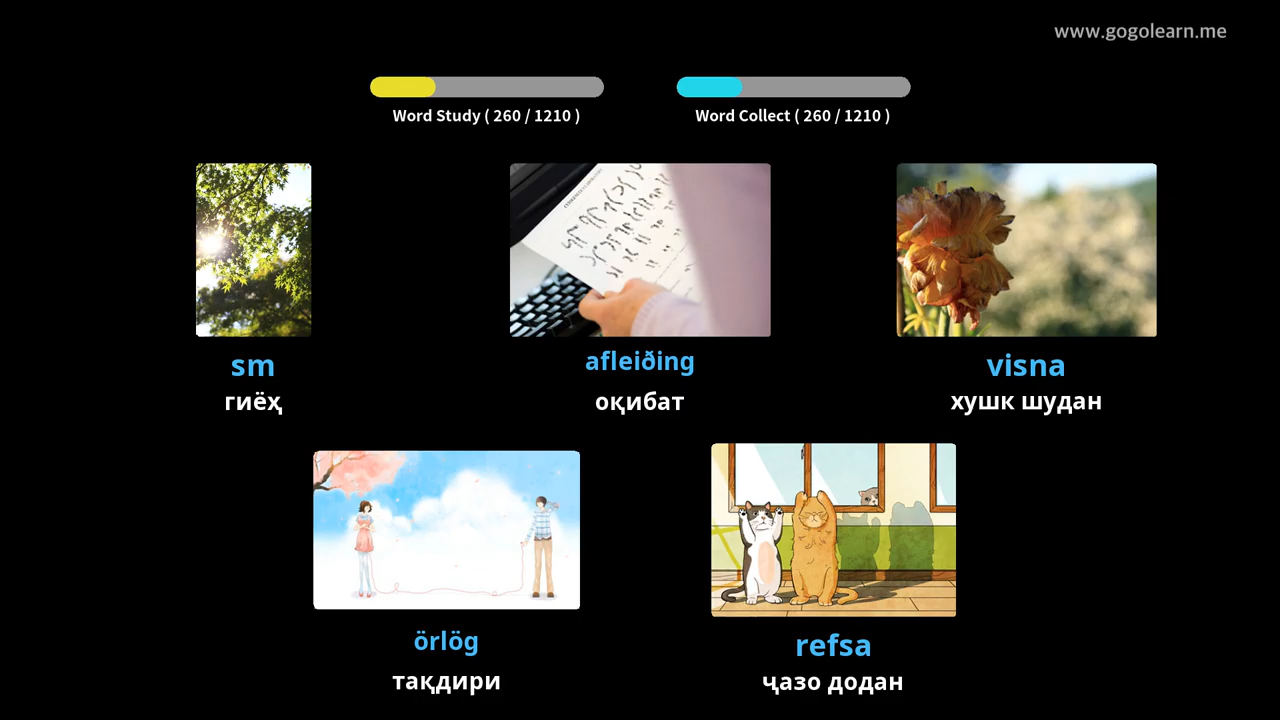 www.gogolearn.me
Word Study ( 260 / 1210 )
Word Collect ( 260 / 1210 )
sm
гиёҳ
afleiðing
оқибат
visna
хушк шудан
örlög
тақдири
refsa
ҷазо додан